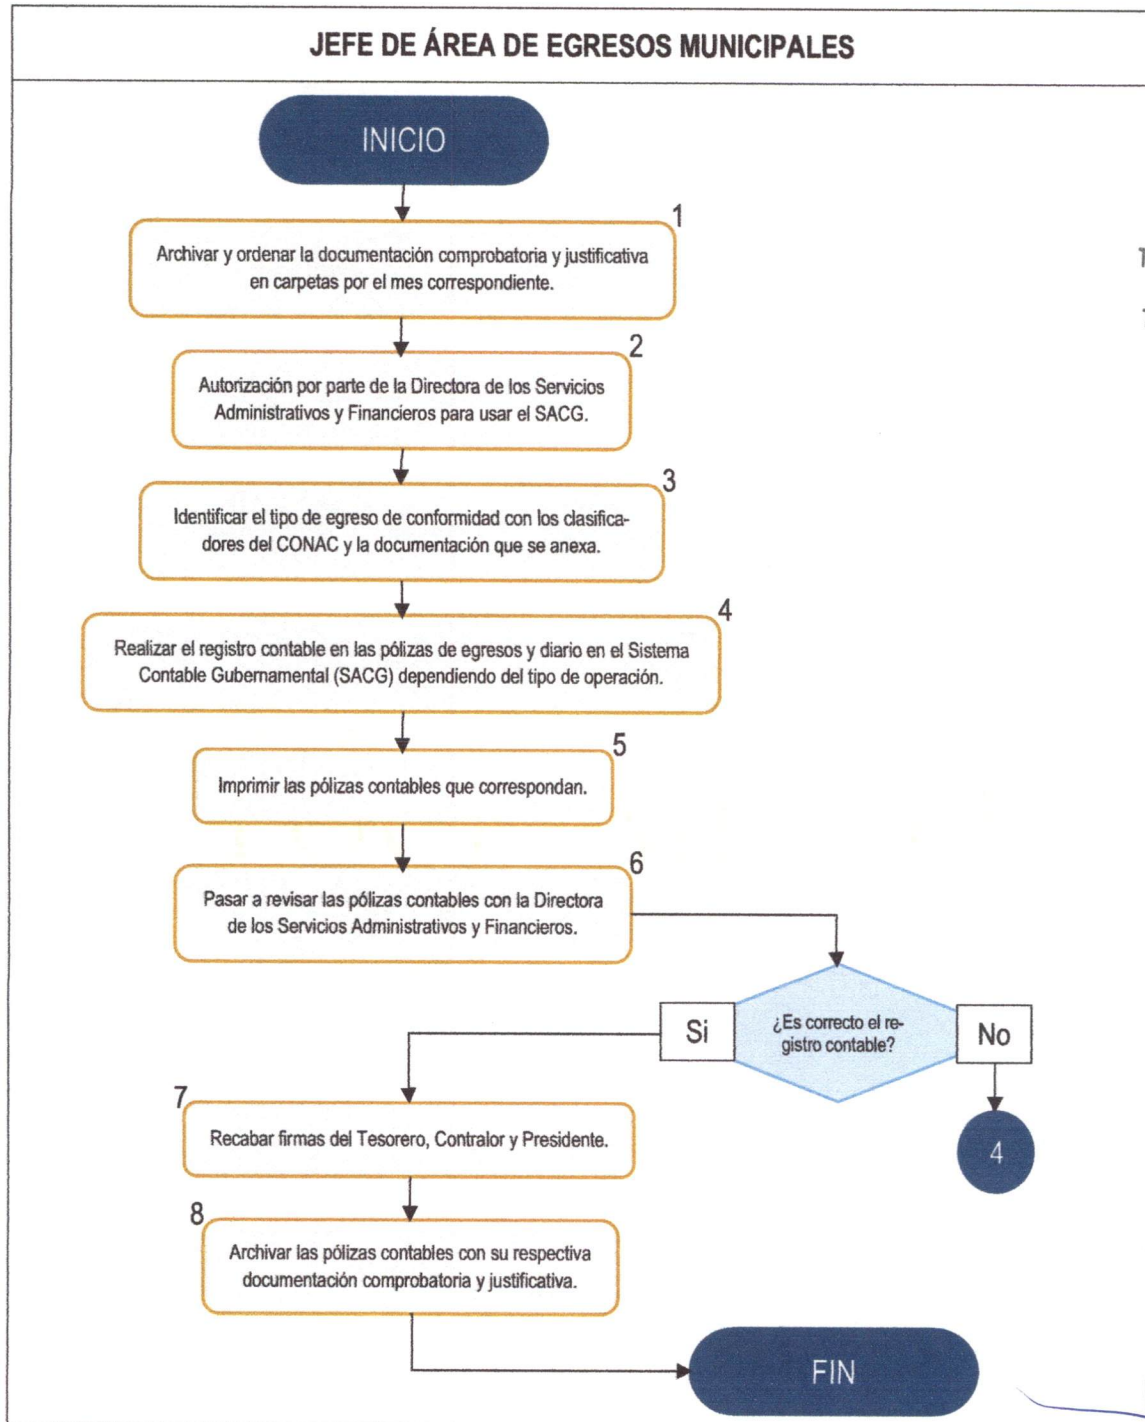 JEFE DE ÁREA DE EGRESOS MUNICIPALES
INICIO
1
Archivar y ordenar la documentación comprobatoria y justificativa
en carpetas por el mes correspondiente.
2
Autorización por parte de la Directora de los Servicios
Administrativos y Financieros para usar el SACG.
3
Identificar el tipo de egreso de conformidad con los clasifica-
dores del CONAC y la documentación que se anexa.
4
Realizar el registro contable en las pólizas de egresos y diario en el Sistema
Contable Gubernamental (SACG) dependiendo del tipo de operación.
5
Imprimir las pólizas contables que correspondan.
6
Pasar a revisar las pólizas contables con la Directora
de los Servicios Administrativos y Financieros.
Si
¿Es correcto el re-
gistro contable?
No
4
7
Recabar firmas del Tesorero, Contralor y Presidente.
8
Archivar las pólizas contables con su respectiva
documentación comprobatoria y justificativa.
FIN